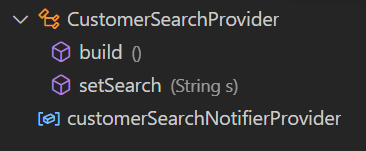 CustomerSearchProvider
build ()
setSearch (String s)
customerSearchNotifierProvider